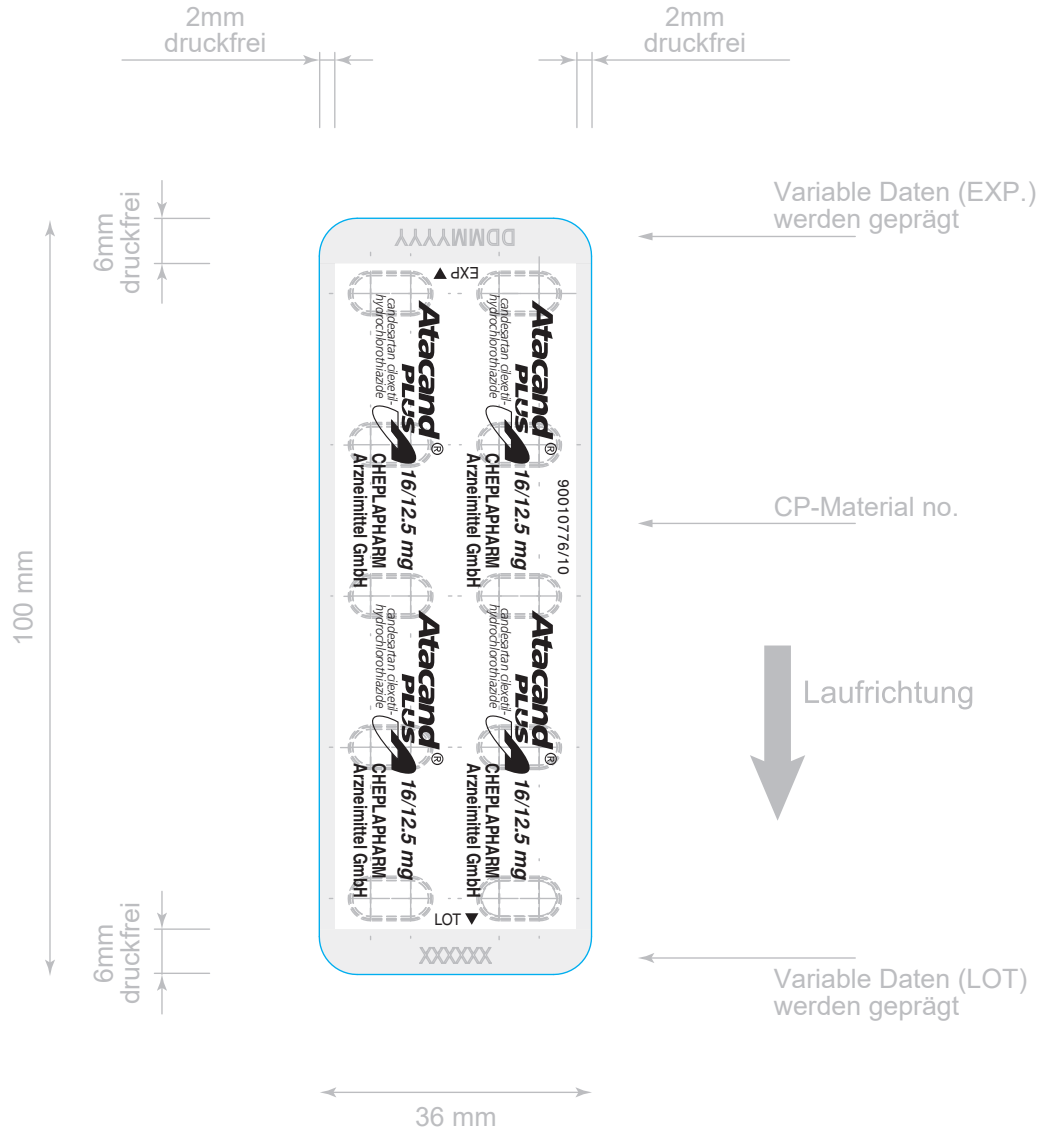 2mm
druckfrei
2mm
druckfrei
6mm
druckfrei
Variable Daten (EXP.)
werden geprägt
DDMMYYYY
EXP ▲
Atacand®
PLUS
candesartan cilexetil-
hydrochlorothiazide
16/12.5 mg
CHEPLAPHARM
Arzneimittel GmbH
Atacand®
PLUS
candesartan cilexetil-
hydrochlorothiazide
16/12.5 mg
CHEPLAPHARM
Arzneimittel GmbH
90010776/10
CP-Material no.
100 mm
Atacand®
PLUS
candesartan cilexetil-
hydrochlorothiazide
16/12.5 mg
CHEPLAPHARM
Arzneimittel GmbH
Atacand®
PLUS
candesartan cilexetil-
hydrochlorothiazide
16/12.5 mg
CHEPLAPHARM
Arzneimittel GmbH
Laufrichtung
LOT ▼
XXXXXX
6mm
druckfrei
Variable Daten (LOT)
werden geprägt
36 mm